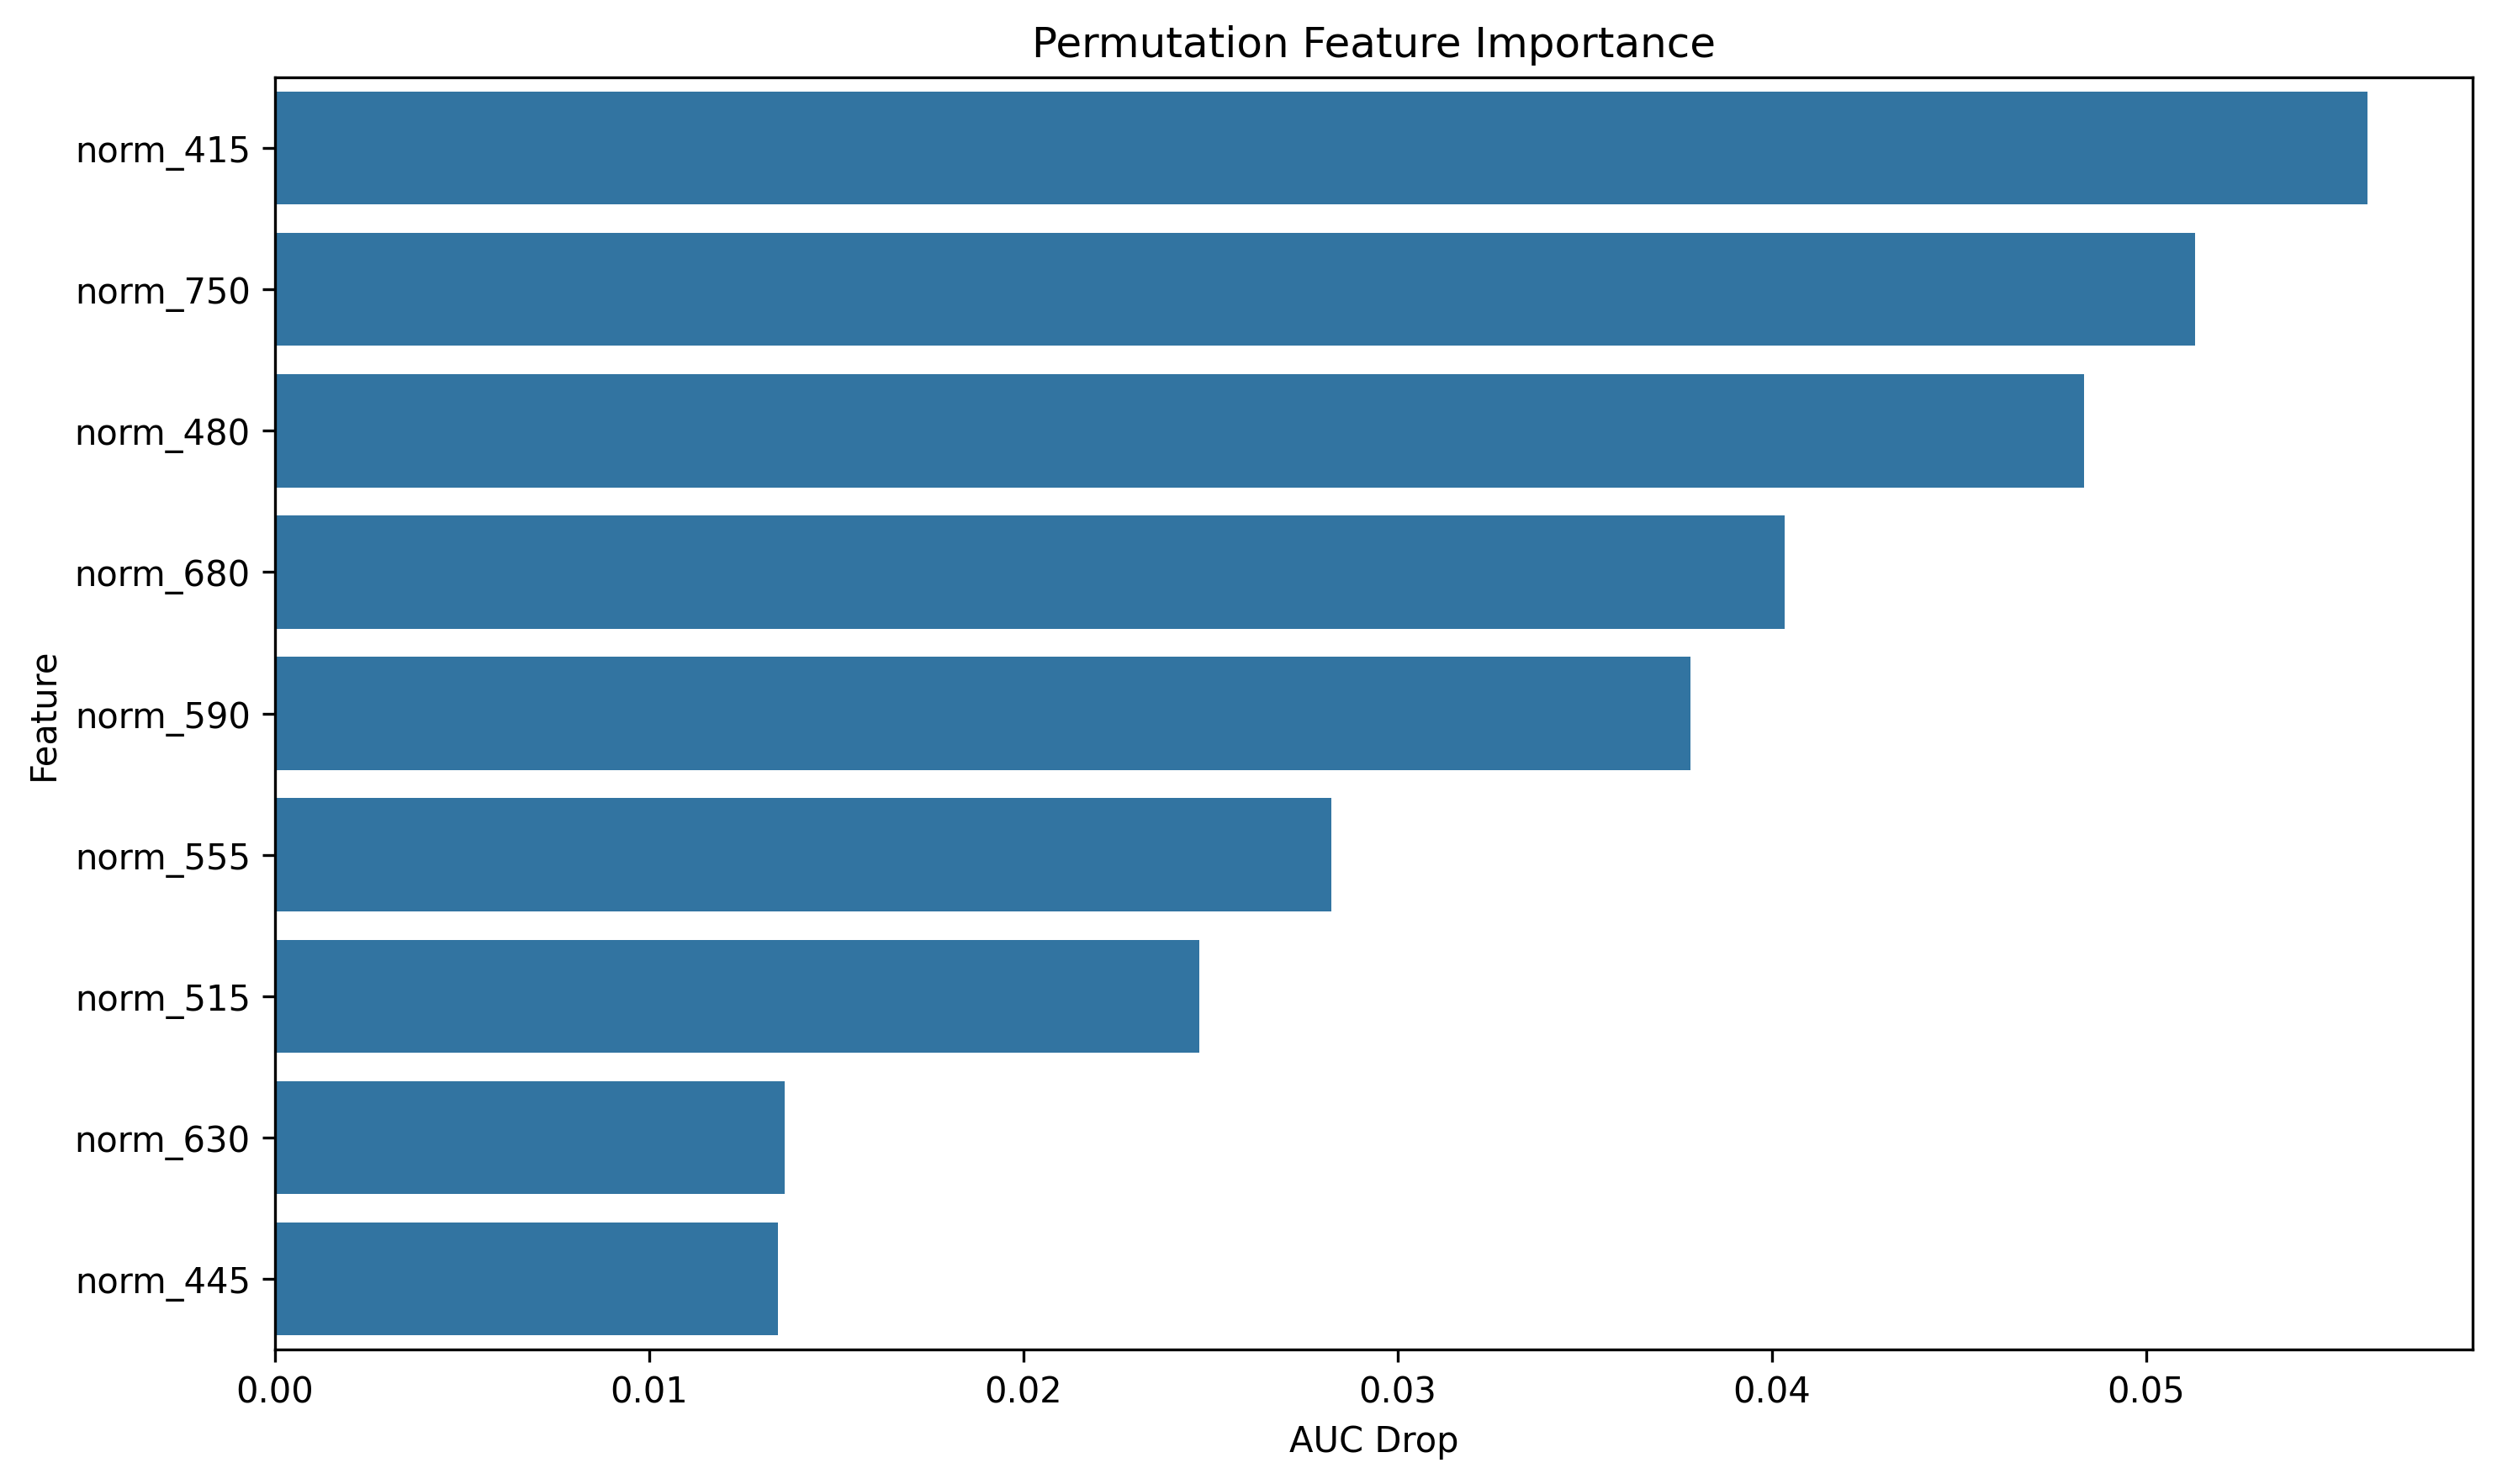 Permutation Feature Importance
norm_415
norm_750
norm_480
norm_680
norm_590
norm_555
norm_515
norm_630
norm_445
Feature
0.00 0.01 0.02 0.03 0.04 0.05
AUC Drop